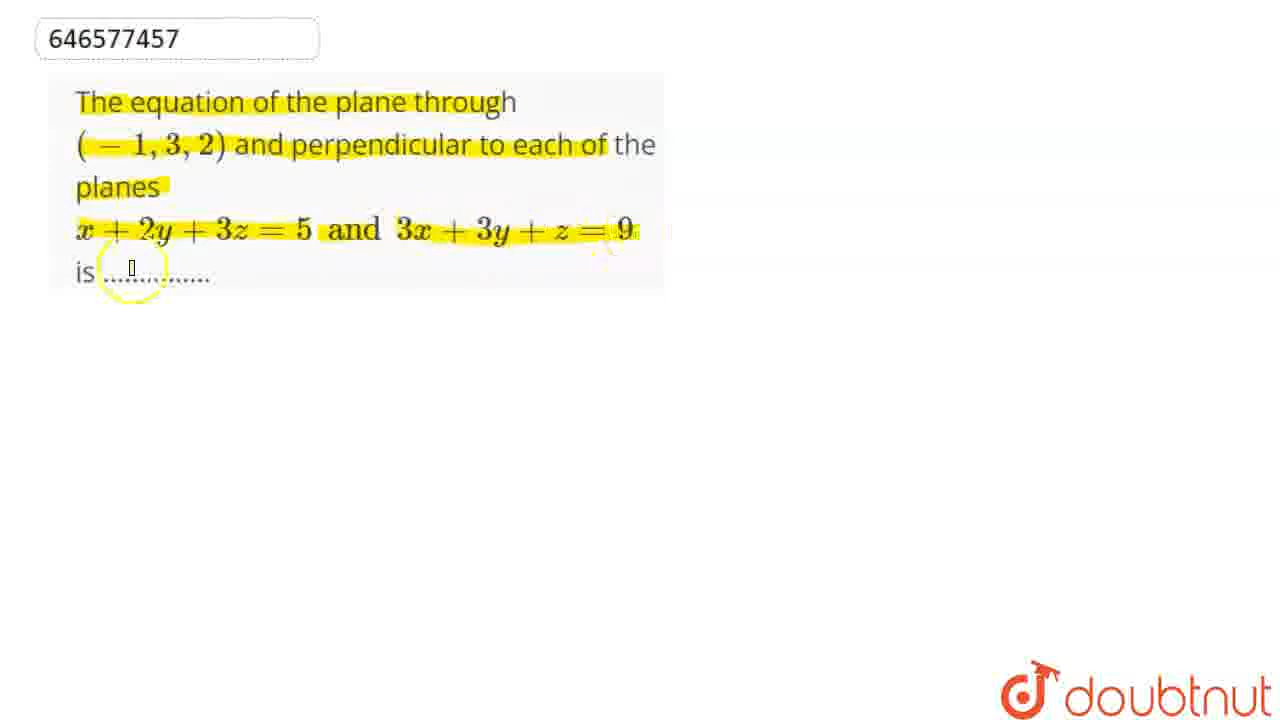 646577457
The equation of the plane through
( − 1, 3, 2) and perpendicular to each of the
planes
x + 2y + 3z = 5 and 3x + 3y + z = 9
is ...............
doubtnut